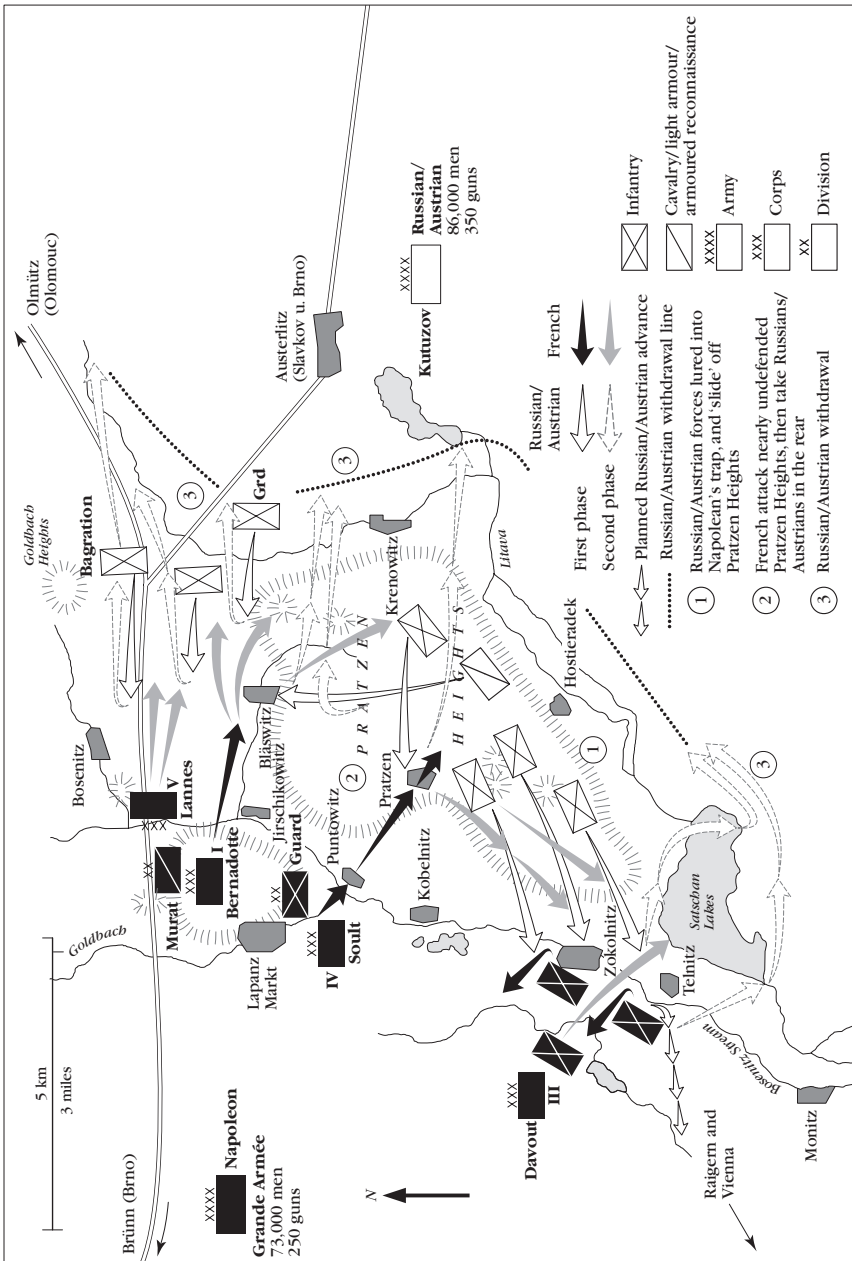 5 km
3 miles
Brünn (Brno)
XXXX
Napoleon
Grande Armée
73,000 men
250 guns
N
Goldbach
Lapanz
Markt
XX
Murat
XXX
I
Bernadotte
XX
Guard
XXX
IV
Soult
XXX
V
Lannes
Bosenitz
Goldbach
Heights
Bagration
Olmütz
(Olomouc)
3
Grd
Austerlitz
(Slavkov u. Brno)
Jirschikowitz
Bläswitz
Puntowitz
2
PRATZEN
HEIGHTS
Pratzen
Krenowitz
3
XXXX
Kutuzov
Russian/
Austrian
86,000 men
350 guns
Kobelnitz
1
Litava
Hostieradek
Zokolnitz
XXX
Davout
III
Telnitz
Satschan
Lakes
3
Bosenitz Stream
Monitz
Raigern and
Vienna
Russian/
Austrian
French
First phase
Second phase
Planned Russian/Austrian advance
Russian/Austrian withdrawal line
1
Russian/Austrian forces lured into
Napolean's trap, and 'slide' off
Pratzen Heights
2
French attack nearly undefended
Pratzen Heights, then take Russians/
Austrians in the rear
3
Russian/Austrian withdrawal
Infantry
Cavalry/light armour/
armoured reconnaissance
XXXX
Army
XXX
Corps
XX
Division